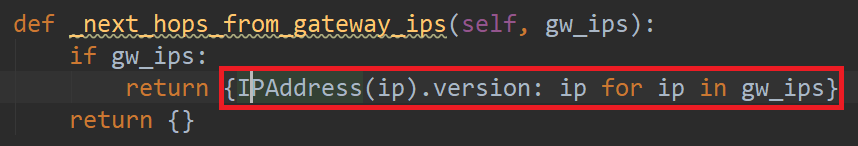 def _next_hops_from_gateway_ips(self, gw_ips):
if gw_ips:
return {IPAddress(ip).version: ip for ip in gw_ips}
return {}